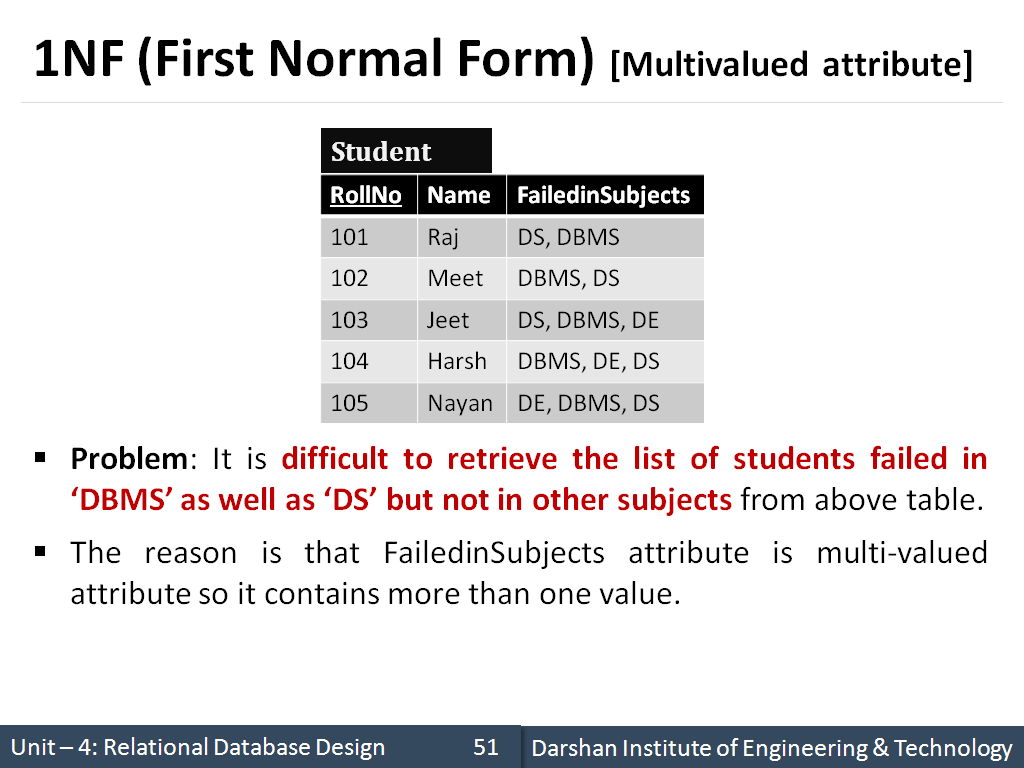 1NF (First Normal Form) [Multivalued attribute]
Student
RollNo Name FailedinSubjects
101 Raj DS, DBMS
102 Meet DBMS, DS
103 Jeet DS, DBMS, DE
104 Harsh DBMS, DE, DS
105 Nayan DE, DBMS, DS
▪ Problem: It is difficult to retrieve the list of students failed in
‘DBMS’ as well as ‘DS’ but not in other subjects from above table.
▪ The reason is that FailedinSubjects attribute is multi-valued
attribute so it contains more than one value.
Unit – 4: Relational Database Design 51 Darshan Institute of Engineering & Technology